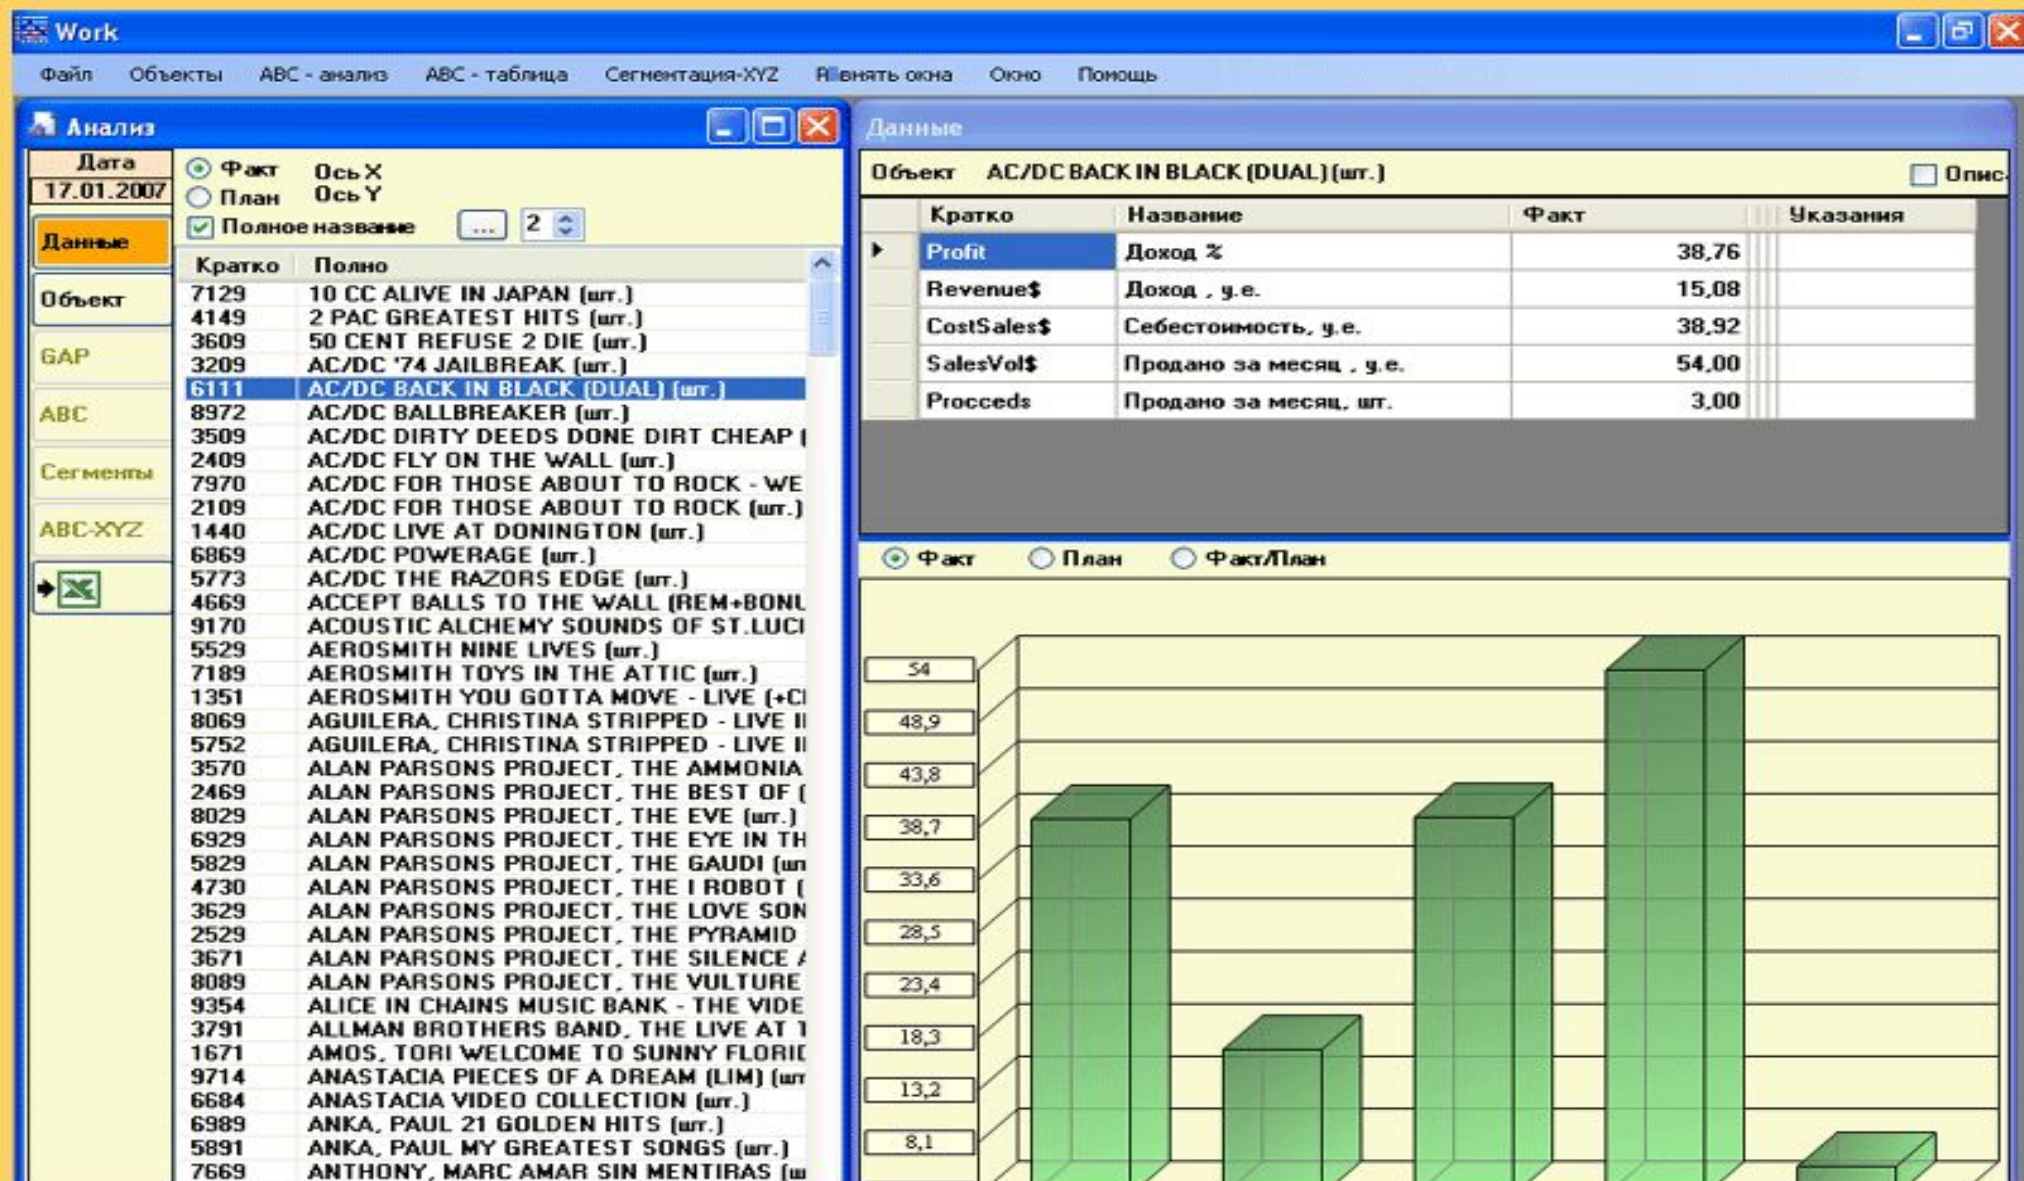 Work
Файл Объекты ABC - анализ ABC - таблица Сегментация-XYZ внять окна Окно Помощь
Анализ
Дата
17.01.2007
Факт Ось X
План Ось Y
Полное название ... 2
Данные
Объект
GAP
ABC
Сегменты
ABC-XYZ
Кратко Полно
7129 10 CC ALIVE IN JAPAN (шт.)
4149 2 PAC GREATEST HITS (шт.)
3609 50 CENT REFUSE 2 DIE (шт.)
3209 AC/DC '74 JAILBREAK (шт.)
6111 AC/DC BACK IN BLACK (DUAL) (шт.)
8972 AC/DC BALLBREAKER (шт.)
3509 AC/DC DIRTY DEEDS DONE DIRT CHEAP (
2409 AC/DC FLY ON THE WALL (шт.)
7970 AC/DC FOR THOSE ABOUT TO ROCK - WE
2109 AC/DC FOR THOSE ABOUT TO ROCK (шт.)
1440 AC/DC LIVE AT DONINGTON (шт.)
6869 AC/DC POWERAGE (шт.)
5773 AC/DC THE RAZORS EDGE (шт.)
4669 ACCEPT BALLS TO THE WALL (REM+BONU
9170 ACOUSTIC ALCHEMY SOUNDS OF ST.LUCI
5529 AEROSMITH NINE LIVES (шт.)
7189 AEROSMITH TOYS IN THE ATTIC (шт.)
1351 AEROSMITH YOU GOTTA MOVE - LIVE (+C
8069 AGUILERA, CHRISTINA STRIPPED - LIVE I
5752 AGUILERA, CHRISTINA STRIPPED - LIVE I
3570 ALAN PARSONS PROJECT, THE AMMONIA
2469 ALAN PARSONS PROJECT, THE BEST OF (
8029 ALAN PARSONS PROJECT, THE EVE (шт.)
6929 ALAN PARSONS PROJECT, THE EYE IN TH
5829 ALAN PARSONS PROJECT, THE GAUDI (шт
4730 ALAN PARSONS PROJECT, THE I ROBOT (
3629 ALAN PARSONS PROJECT, THE LOVE SON
2529 ALAN PARSONS PROJECT, THE PYRAMID
3671 ALAN PARSONS PROJECT, THE SILENCE A
8089 ALAN PARSONS PROJECT, THE VULTURE
9354 ALICE IN CHAINS MUSIC BANK - THE VIDE
3791 ALLMAN BROTHERS BAND, THE LIVE AT T
1671 AMOS, TORI WELCOME TO SUNNY FLORID
9714 ANASTACIA PIECES OF A DREAM (LIM) (шт
6684 ANASTACIA VIDEO COLLECTION (шт.)
6989 ANKA, PAUL 21 GOLDEN HITS (шт.)
5891 ANKA, PAUL MY GREATEST SONGS (шт.)
7669 ANTHONY, MARC AMAR SIN MENTIRAS (ш
Данные
Объект AC/DC BACK IN BLACK (DUAL) (шт.) Опис
Кратко Название Факт Указания
Profit Доход % 38,76
Revenue$ Доход , у.е. 15,08
CostSales$ Себестоимость, у.е. 38,92
SalesVol$ Продано за месяц , у.е. 54,00
Procceds Продано за месяц, шт. 3,00
Факт План Факт/План
54
48,9
43,8
38,7
33,6
28,5
23,4
18,3
13,2
8,1